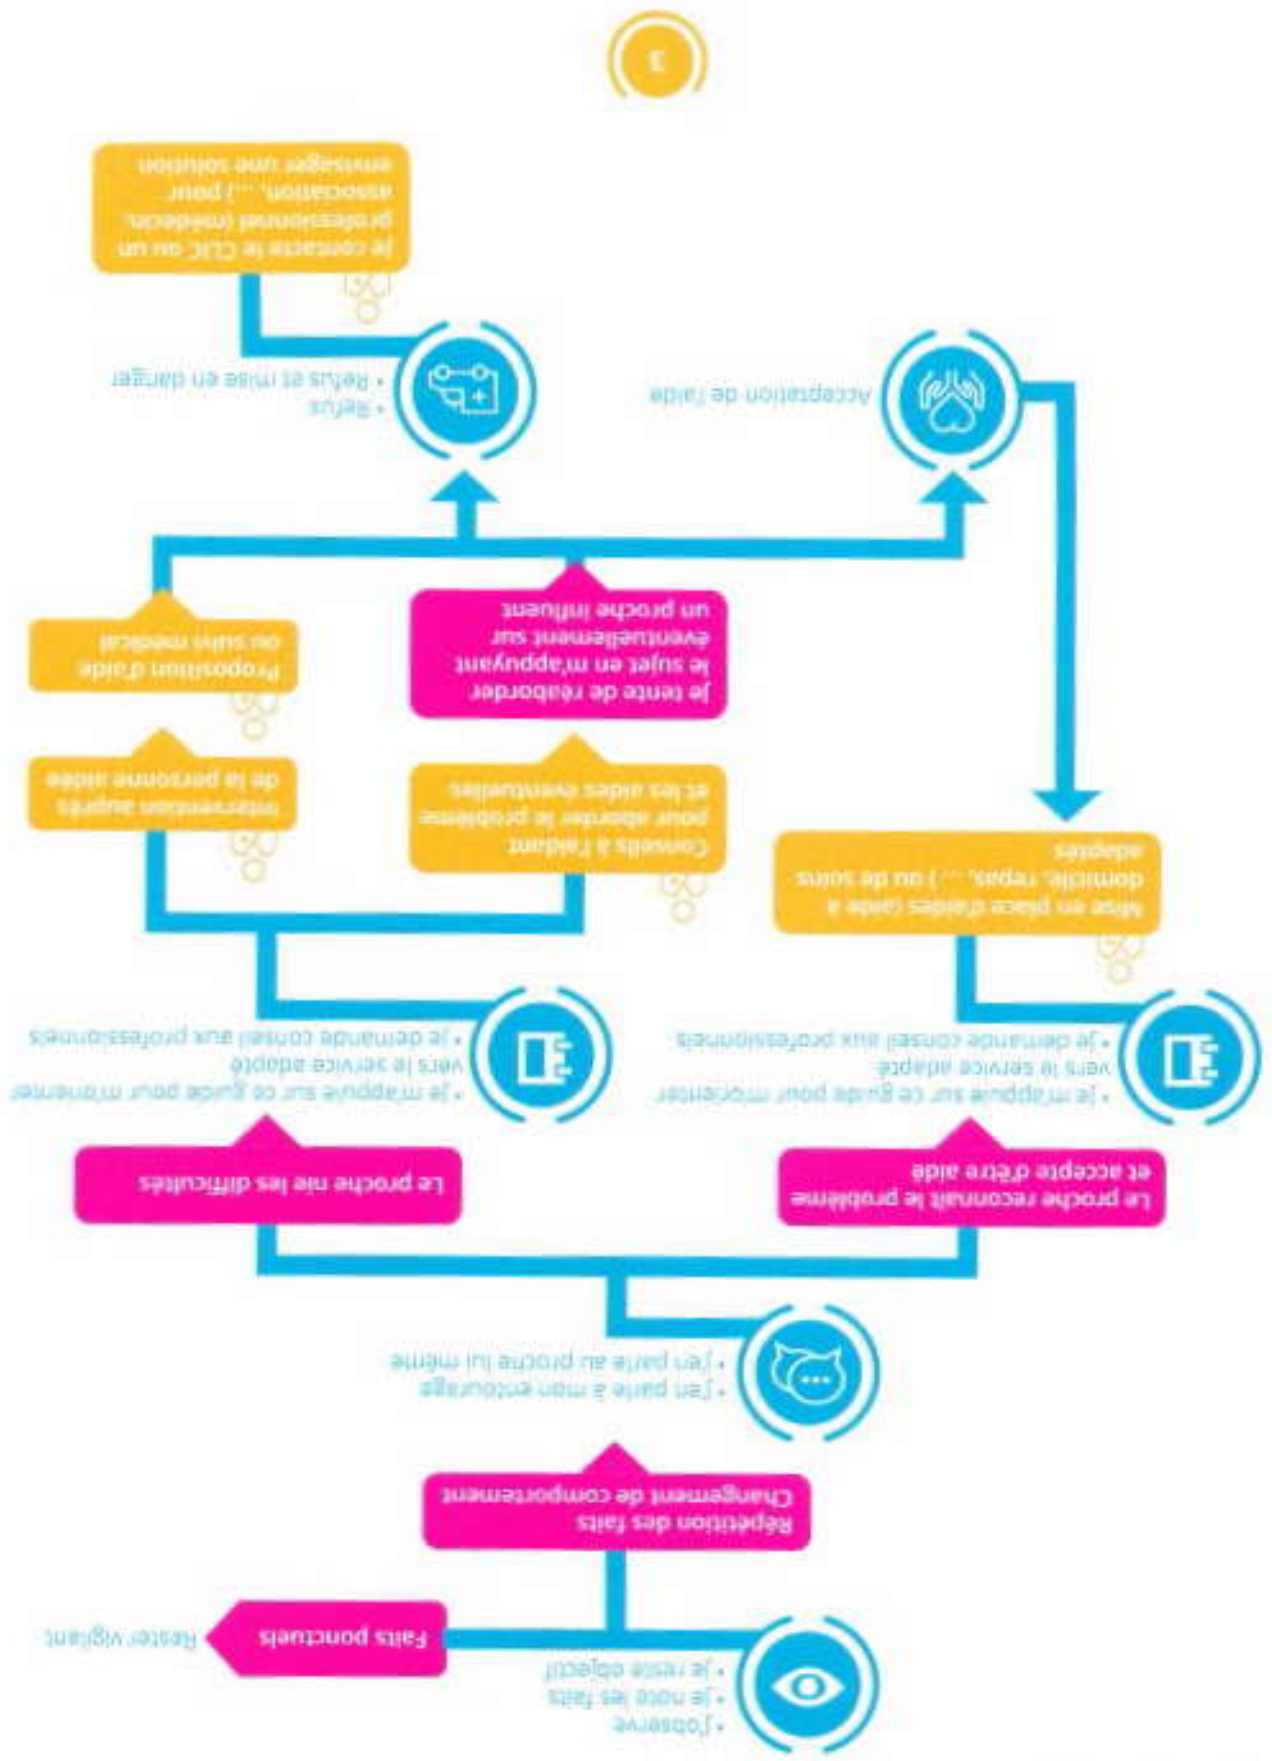 • j'observe
• je note les faits
• je reste objectif
Faits ponctuels
Rester vigilant
Répétition des faits
Changement de comportement
• j'en parle à mon entourage
• j'en parle au proche lui même
Le proche reconnaît le problème
et accepte d'être aidé
Le proche nie les difficultés
• je m'appuie sur ce guide pour m'orienter
vers le service adapté
• je demande conseil aux professionnels
• je m'appuie sur ce guide pour m'orienter
vers le service adapté
• je demande conseil aux professionnels
Mise en place d'aides (aide à
domicile, repas, ...) ou de soins
adaptés
Conseils à l'aidant
pour aborder le problème
et les aides éventuelles
Intervention auprès
de la personne aidée
je tente de réaborder
le sujet en m'appuyant
éventuellement sur
un proche influent
Proposition d'aide
ou suivi médical
Acceptation de l'aide
• Refus
• Refus et mise en danger
je contacte le CLIC ou un
professionnel (médecin,
association, ...) pour
envisager une solution
3